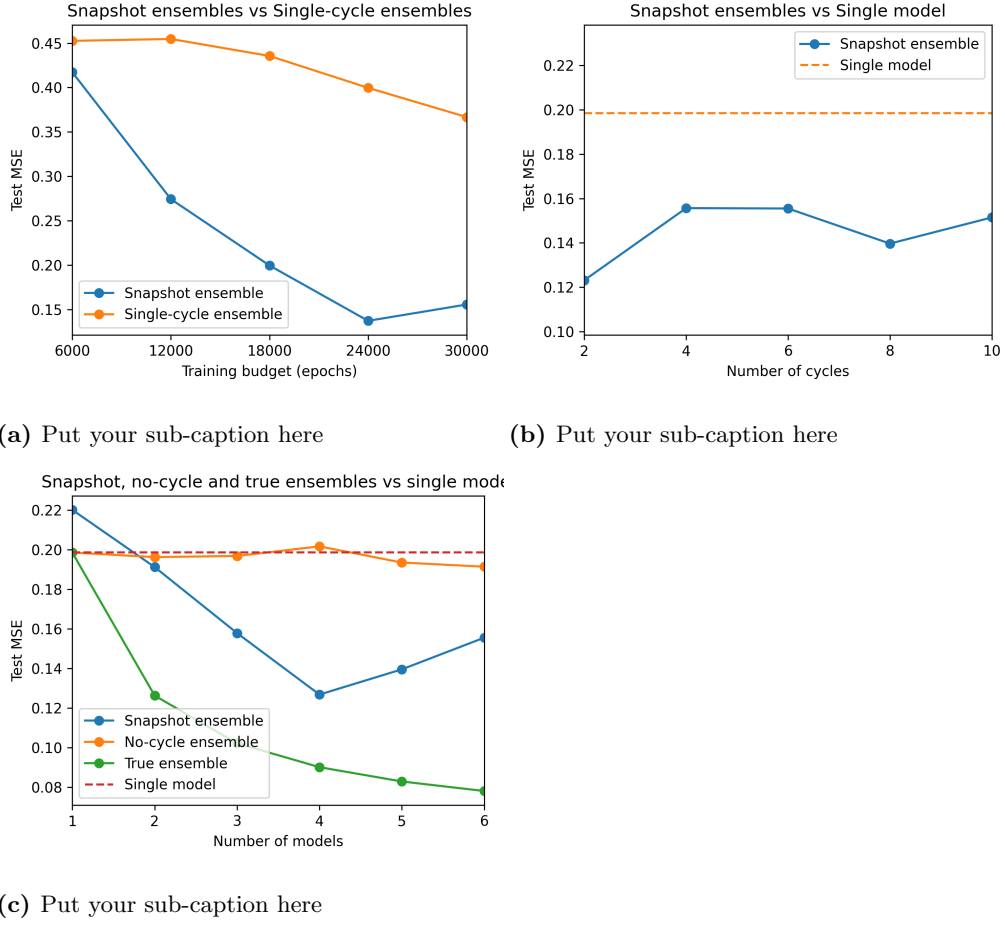 Snapshot ensembles vs Single-cycle ensembles
0.45
0.40
0.35
0.30
0.25
0.20
0.15
Test MSE
Snapshot ensemble
Single-cycle ensemble
6000 12000 18000 24000 30000
Training budget (epochs)
(a) Put your sub-caption here
Snapshot ensembles vs Single model
0.22
0.20
0.18
0.16
0.14
0.12
0.10
Test MSE
Snapshot ensemble
Single model
2 4 6 8 10
Number of cycles
(b) Put your sub-caption here
Snapshot, no-cycle and true ensembles vs single mode
0.22
0.20
0.18
0.16
0.14
0.12
0.10
0.08
Test MSE
Snapshot ensemble
No-cycle ensemble
True ensemble
Single model
1 2 3 4 5 6
Number of models
(c) Put your sub-caption here